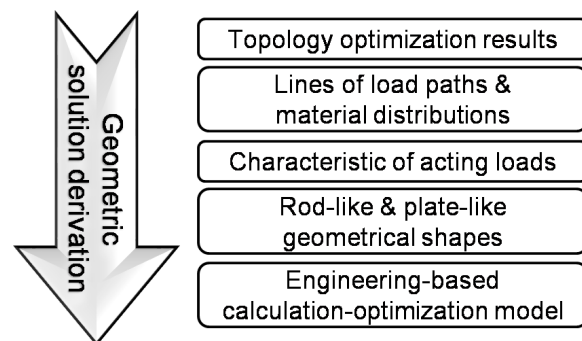 Geometric
solution derivation
Topology optimization results
Lines of load paths &
material distributions
Characteristic of acting loads
Rod-like & plate-like
geometrical shapes
Engineering-based
calculation-optimization model